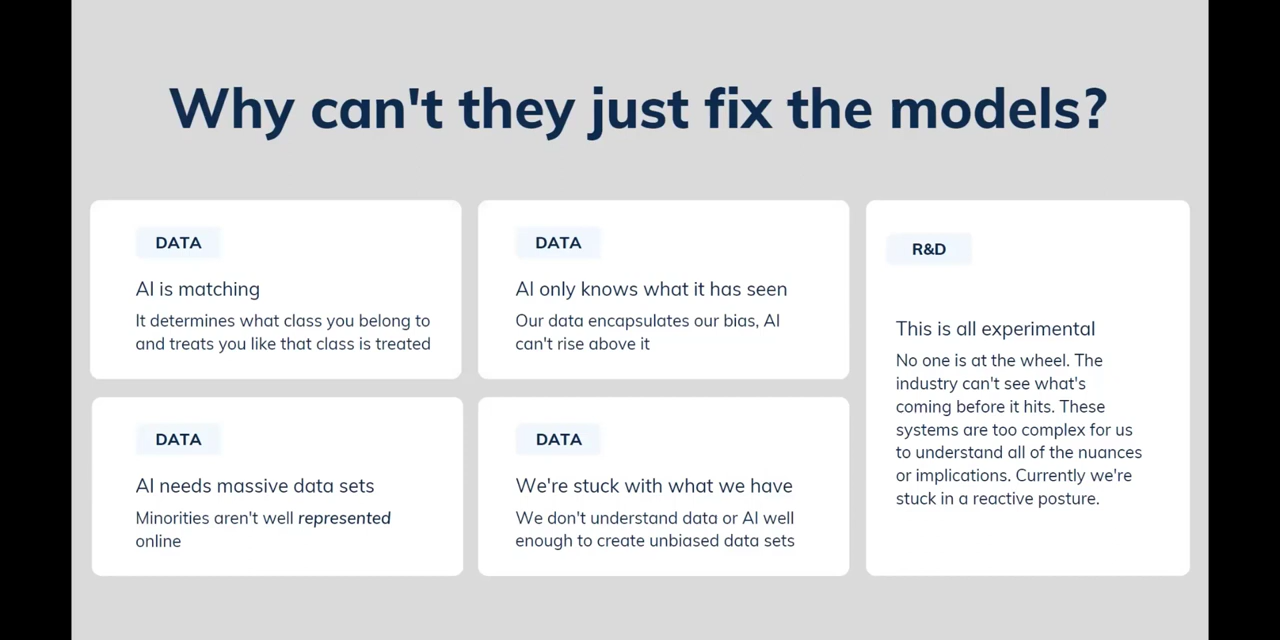 Why can't they just fix the models?
DATA
AI is matching
It determines what class you belong to
and treats you like that class is treated
DATA
AI only knows what it has seen
Our data encapsulates our bias, AI
can't rise above it
DATA
AI needs massive data sets
Minorities aren't well represented
online
DATA
We're stuck with what we have
We don't understand data or AI well
enough to create unbiased data sets
R&D
This is all experimental
No one is at the wheel. The
industry can't see what's
coming before it hits. These
systems are too complex for us
to understand all of the nuances
or implications. Currently we're
stuck in a reactive posture.